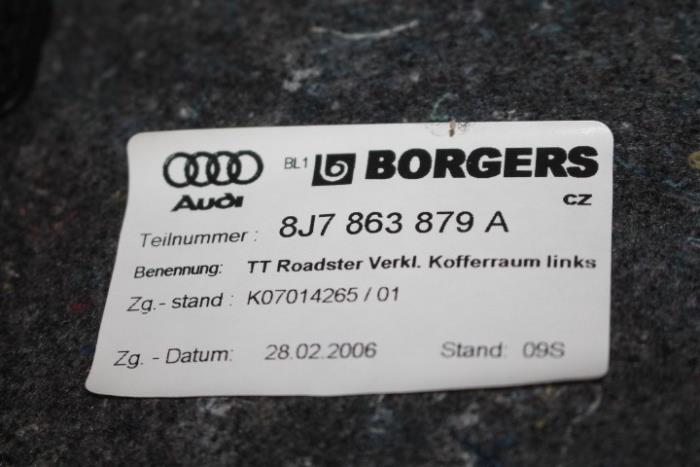 Audi BL1 BORGERS
CZ
Teilnummer: 8J7 863 879 A
Benennung: TT Roadster Verkl. Kofferraum links
Zg.- stand : K07014265 / 01
Zg. - Datum: 28.02.2006 Stand: 09S